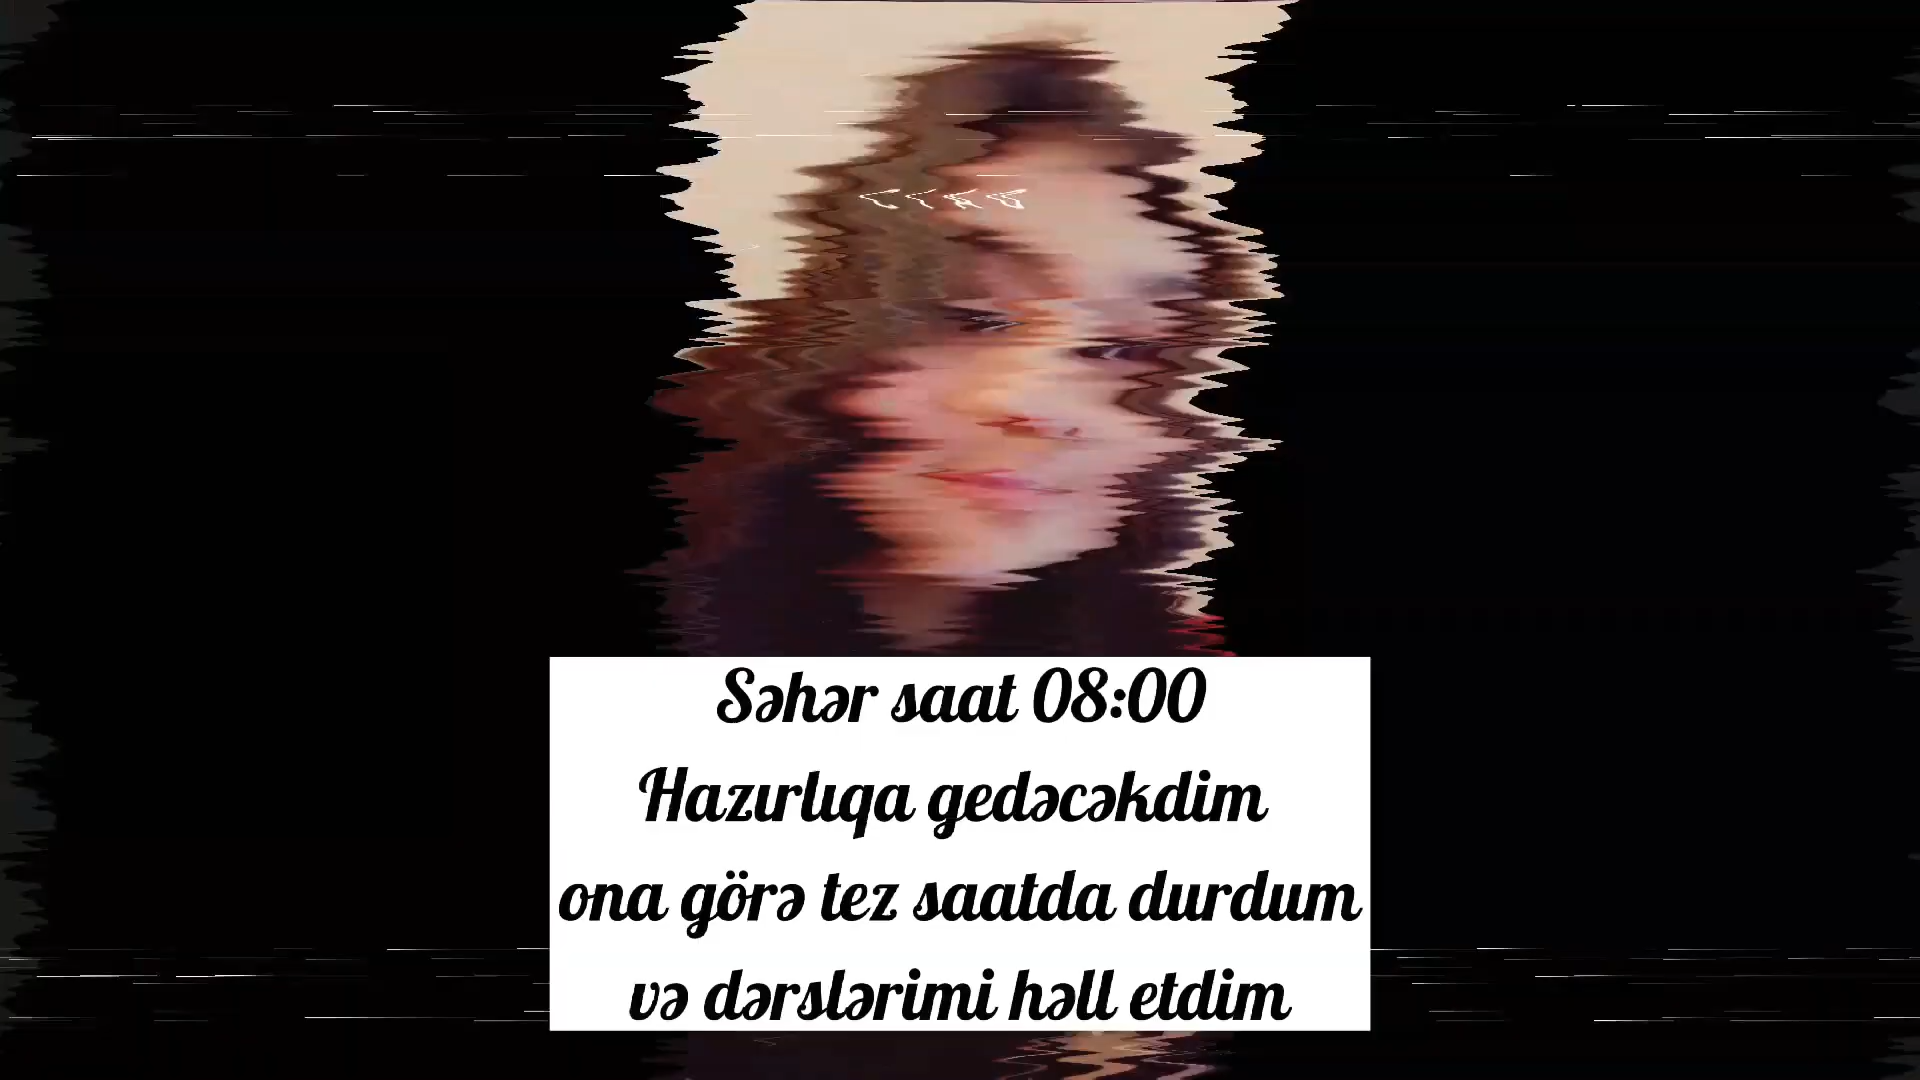 Səhər saat 08:00
Hazırlıqa gedəcəkdim
ona görə tez saatda durdum
və dərslərimi həll etdim